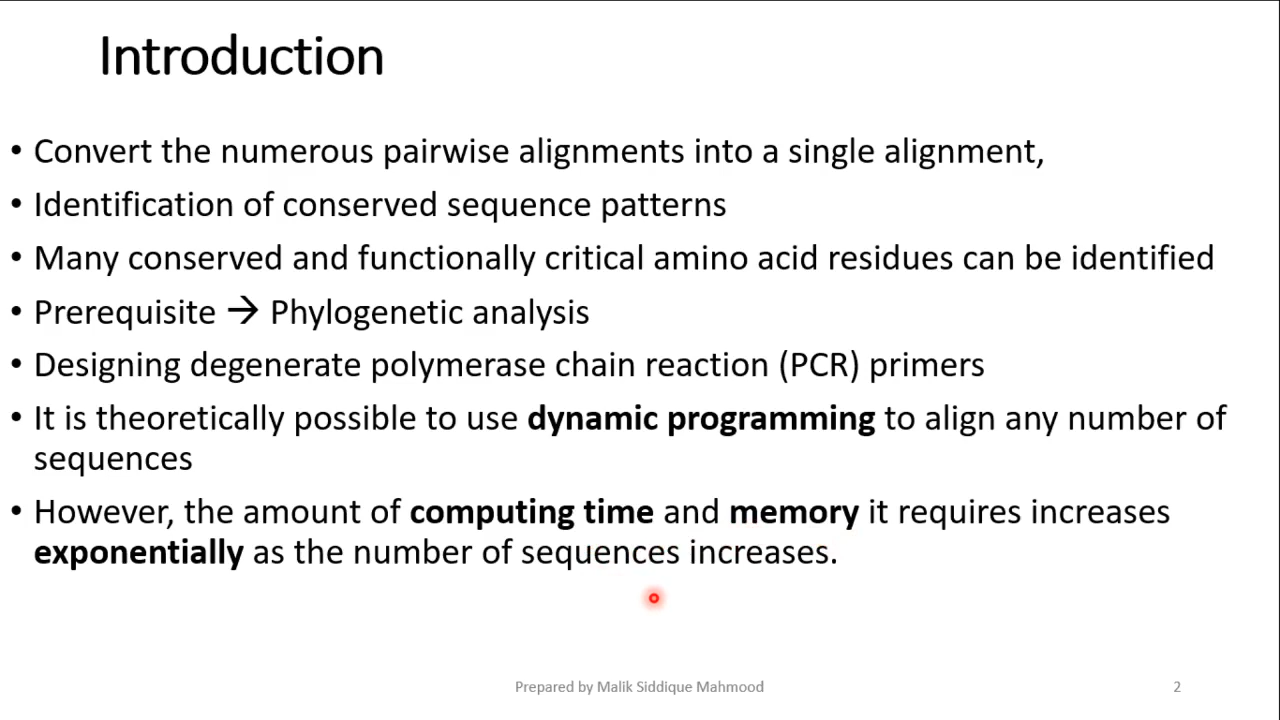 Introduction
• Convert the numerous pairwise alignments into a single alignment,
• Identification of conserved sequence patterns
• Many conserved and functionally critical amino acid residues can be identified
• Prerequisite → Phylogenetic analysis
• Designing degenerate polymerase chain reaction (PCR) primers
• It is theoretically possible to use dynamic programming to align any number of
sequences
• However, the amount of computing time and memory it requires increases
exponentially as the number of sequences increases.
Prepared by Malik Siddique Mahmood
2